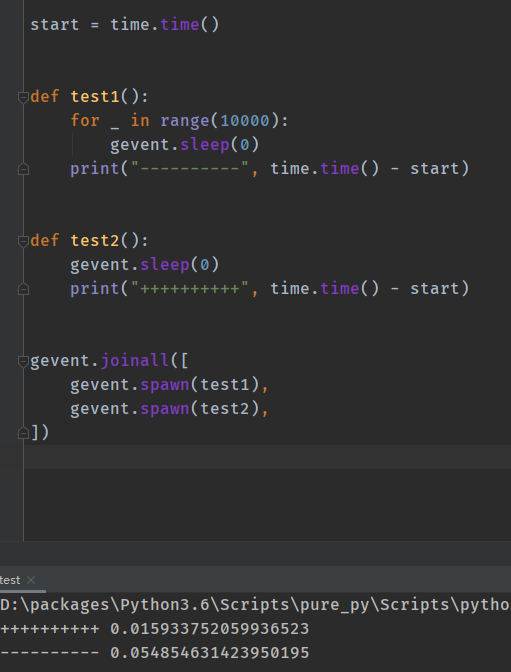 start = time.time()
def test1():
    for _ in range(10000):
        gevent.sleep(0)
    print("----------", time.time() - start)
def test2():
    gevent.sleep(0)
    print("++++++++++", time.time() - start)
gevent.joinall([
    gevent.spawn(test1),
    gevent.spawn(test2),
])
test ×
D:\packages\Python3.6\Scripts\pure_py\Scripts\pytho
++++++++++ 0.015933752059936523
---------- 0.054854631423950195